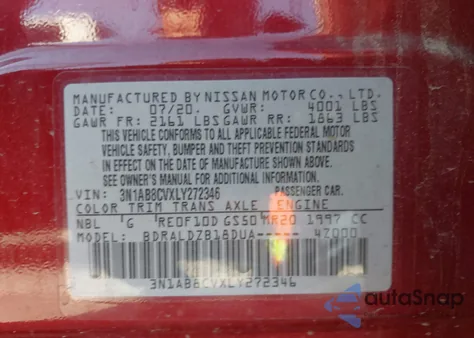 MANUFACTURED BY NISSAN MOTOR CO., LTD.
DATE: 07/20. GVWR: 4001 LBS
GAWR FR: 2161 LBS GAWR RR: 1863 LBS
THIS VEHICLE CONFORMS TO ALL APPLICABLE FEDERAL MOTOR
VEHICLE SAFETY, BUMPER AND THEFT PREVENTION STANDARDS
IN EFFECT ON THE DATE OF MANUFACTURE SHOWN ABOVE.
SEE OWNER'S MANUAL FOR ADDITIONAL INFORMATION.
VIN: 3N1AB8CVXLY272346 PASSENGER CAR.
COLOR TRIM TRANS AXLE ENGINE
NBL G RE0F10D GS50 MR20 1997 CC
MODEL: BDRALDZB18DUA----- 4Z000
3N1AB8CVXLY272346
autaSnap